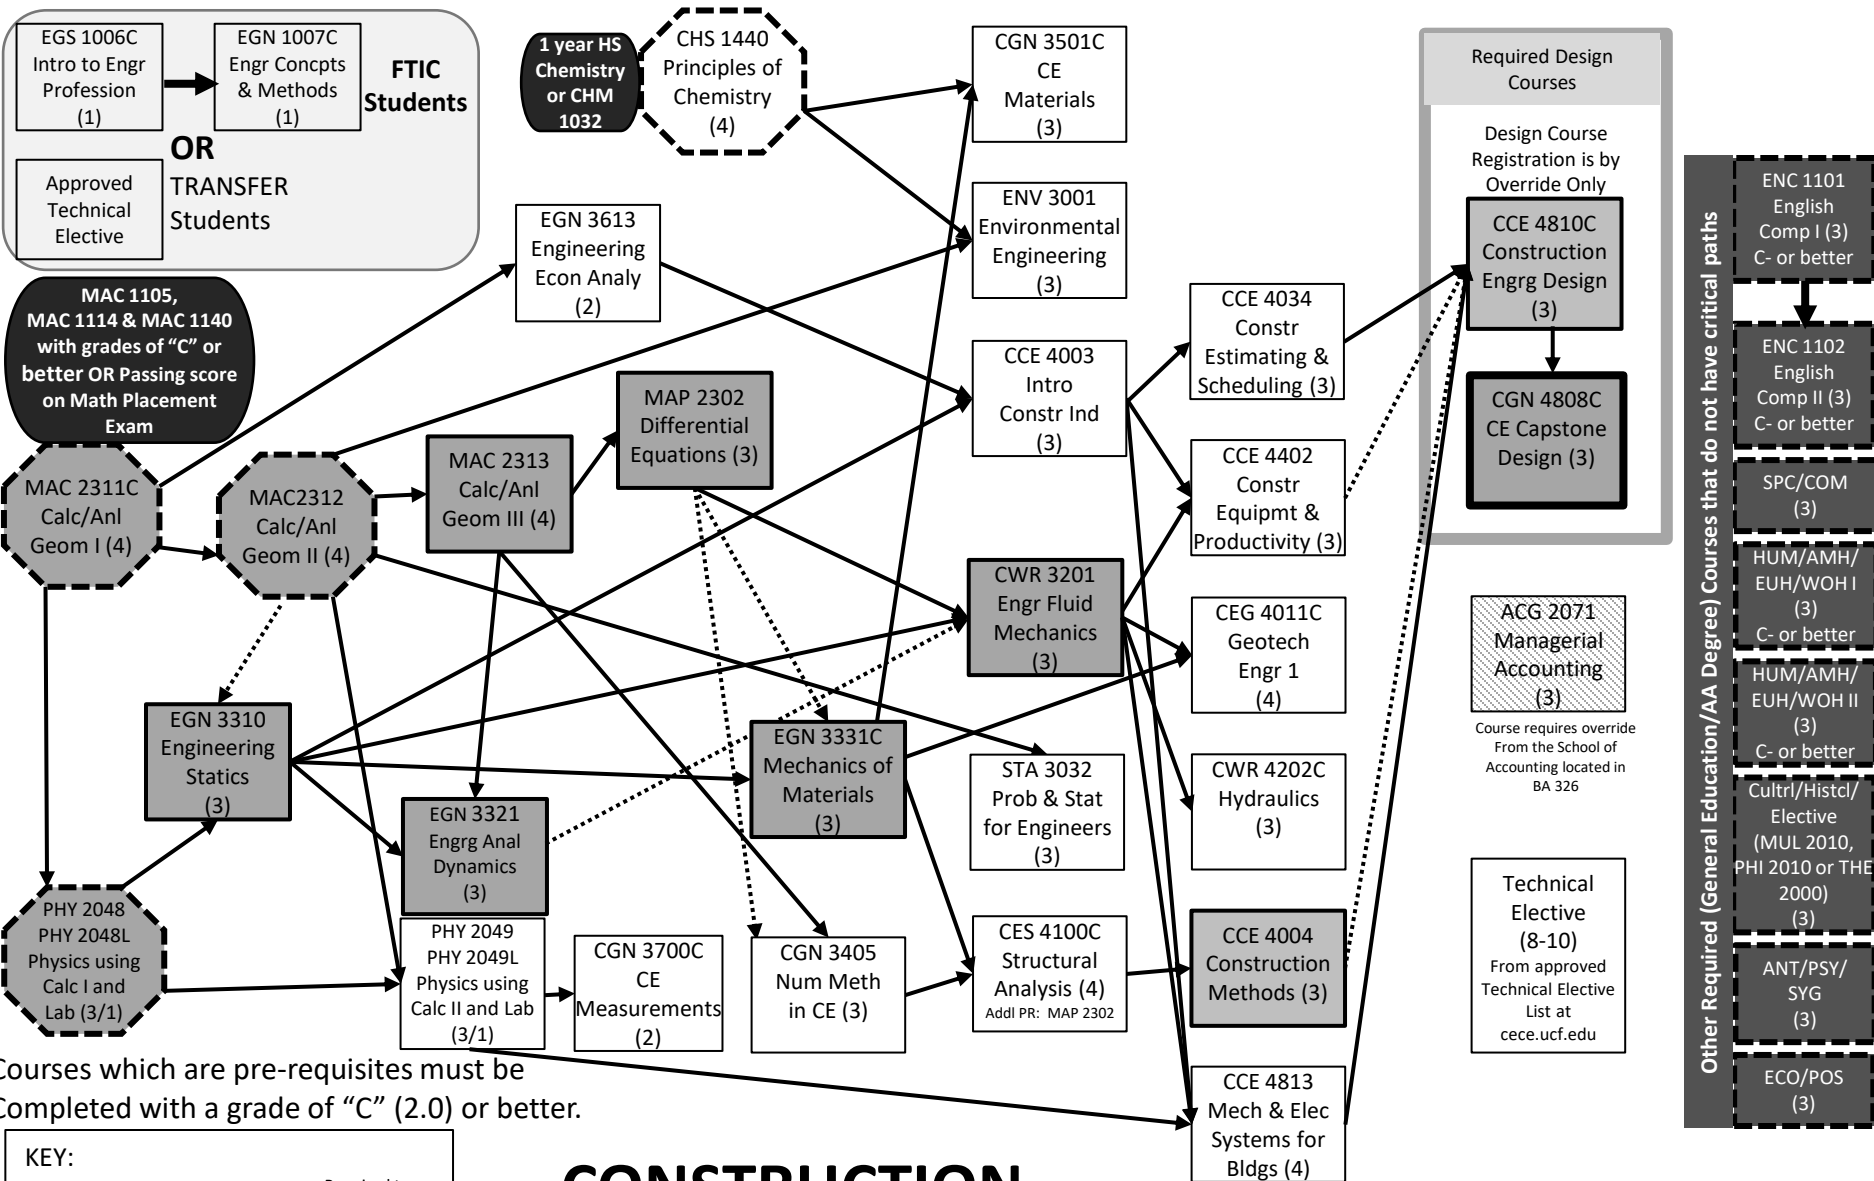 EGS 1006C
Intro to Engr
Profession
(1)
EGN 1007C
Engr Concpts
& Methods
(1)
FTIC
Students
OR
TRANSFER
Students
Approved
Technical
Elective
MAC 1105,
MAC 1114 & MAC 1140
with grades of “C” or
better OR Passing score
on Math Placement
Exam
MAC 2311C
Calc/Anl
Geom I (4)
MAC2312
Calc/Anl
Geom II (4)
PHY 2048
PHY 2048L
Physics using
Calc I and
Lab (3/1)
EGN 3310
Engineering
Statics
(3)
1 year HS
Chemistry
or CHM
1032
CHS 1440
Principles of
Chemistry
(4)
EGN 3613
Engineering
Econ Analy
(2)
MAC 2313
Calc/Anl
Geom III (4)
MAP 2302
Differential
Equations (3)
EGN 3321
Engrg Anal
Dynamics
(3)
PHY 2049
PHY 2049L
Physics using
Calc II and Lab
(3/1)
CGN 3700C
CE
Measurements
(2)
EGN 3331C
Mechanics of
Materials
(3)
CGN 3405
Num Meth
in CE (3)
CGN 3501C
CE
Materials
(3)
ENV 3001
Environmental
Engineering
(3)
CCE 4003
Intro
Constr Ind
(3)
CWR 3201
Engr Fluid
Mechanics
(3)
STA 3032
Prob & Stat
for Engineers
(3)
CES 4100C
Structural
Analysis (4)
Addl PR: MAP 2302
CCE 4034
Constr
Estimating &
Scheduling (3)
CCE 4402
Constr
Equipmt &
Productivity (3)
CEG 4011C
Geotech
Engr 1
(4)
CWR 4202C
Hydraulics
(3)
CCE 4004
Construction
Methods (3)
CCE 4813
Mech & Elec
Systems for
Bldgs (4)
Required Design
Courses
Design Course
Registration is by
Override Only
CCE 4810C
Construction
Engrg Design
(3)
CGN 4808C
CE Capstone
Design (3)
ACG 2071
Managerial
Accounting
(3)
Course requires override
From the School of
Accounting located in
BA 326
Technical
Elective
(8-10)
From approved
Technical Elective
List at
cece.ucf.edu
Other Required (General Education/AA Degree) Courses that do not have critical paths
ENC 1101
English
Comp I (3)
C- or better
ENC 1102
English
Comp II (3)
C- or better
SPC/COM
(3)
HUM/AMH/
EUH/WOH I
(3)
C- or better
HUM/AMH/
EUH/WOH II
(3)
C- or better
Cultrl/Histcl/
Elective
(MUL 2010,
PHI 2010 or THE
2000)
(3)
ANT/PSY/
SYG
(3)
ECO/POS
(3)
Courses which are pre-requisites must be
Completed with a grade of “C” (2.0) or better.
KEY:
CONSTRUCTION